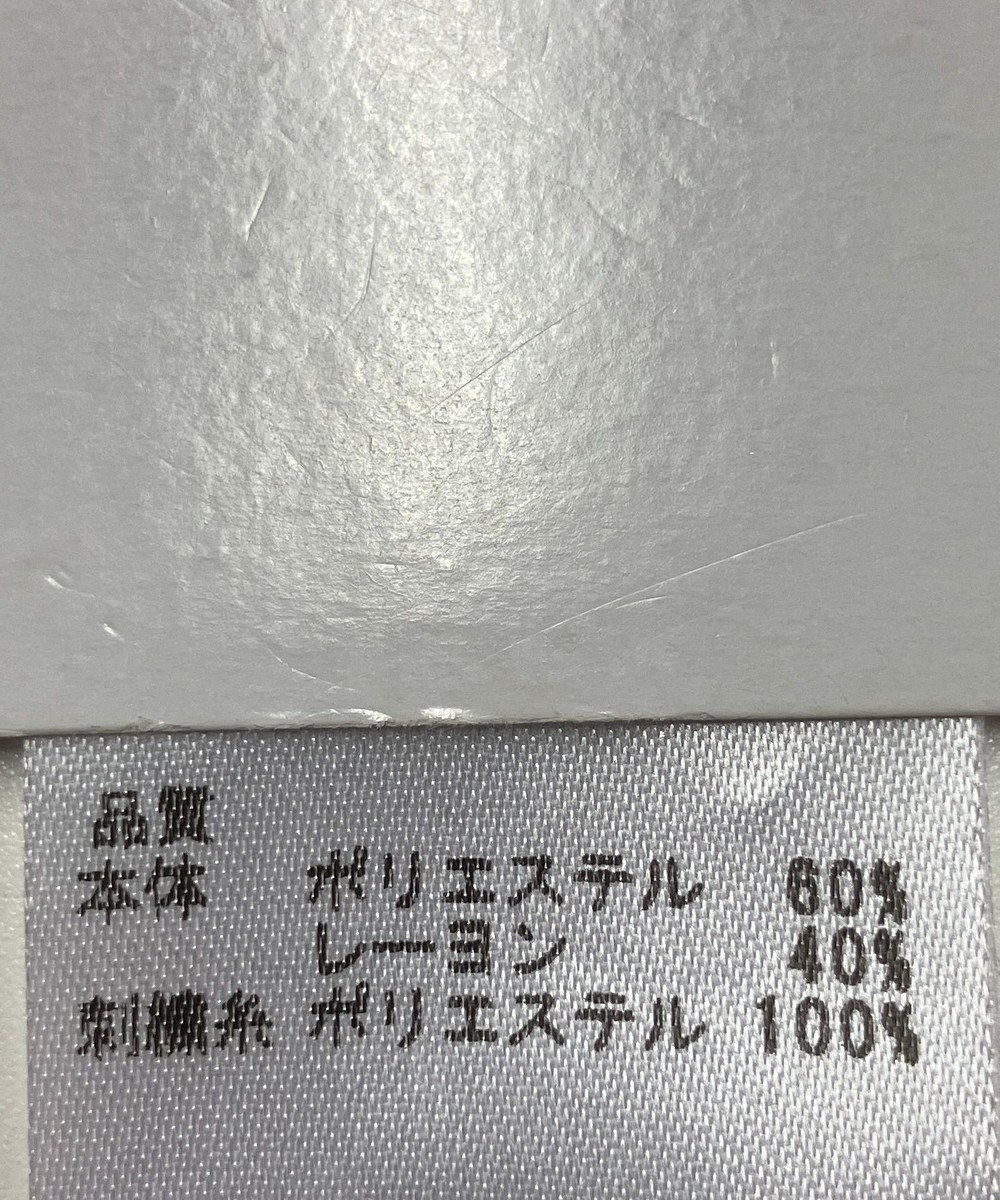 品質
本体 ポリエステル 60%
レーヨン 40%
刺繍糸 ポリエステル 100%